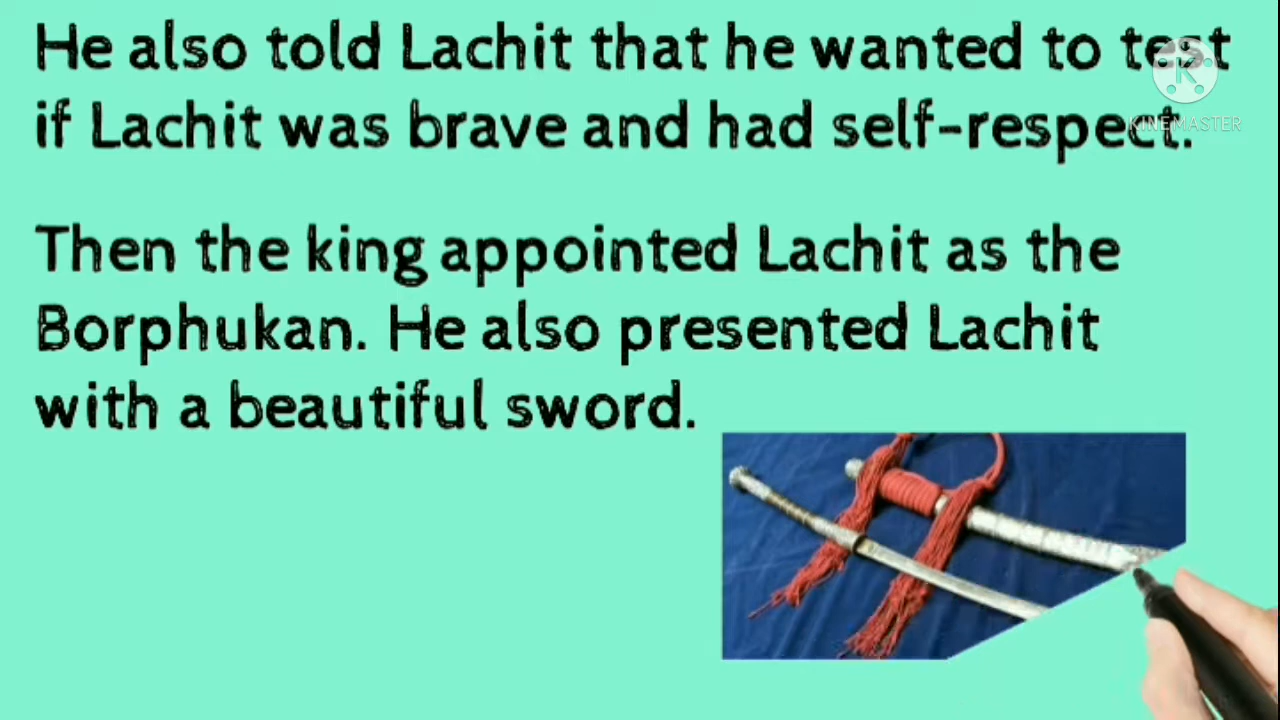 He also told Lachit that he wanted to test
if Lachit was brave and had self-respect.
Then the king appointed Lachit as the
Borphukan. He also presented Lachit
with a beautiful sword.
K
KINEMASTER